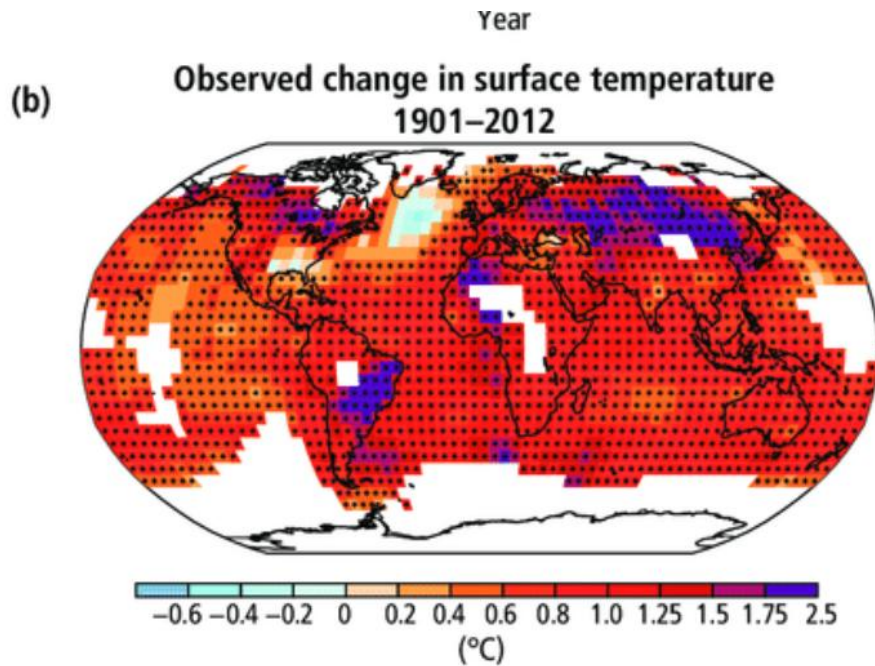 Year
(b)
Observed change in surface temperature
1901–2012
−0.6 −0.4 −0.2 0 0.2 0.4 0.6 0.8 1.0 1.25 1.5 1.75 2.5
(°C)